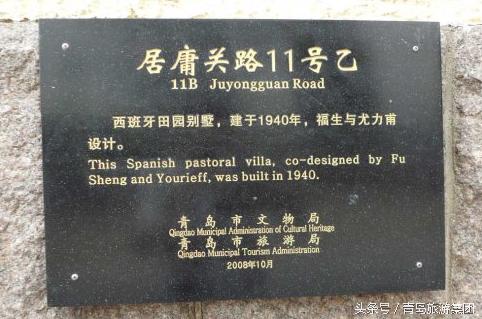 居庸关路11号乙
11B Juyongguan Road
西班牙田园别墅，建于1940年，福生与尤力甫
设计。
This Spanish pastoral villa, co-designed by Fu
Sheng and Yourieff, was built in 1940.
青岛市文物局
Qingdao Municipal Administration of Cultural Heritage
青岛市旅游局
Qingdao Municipal Tourism Administration
2008年10月
头条号/青岛旅游集团